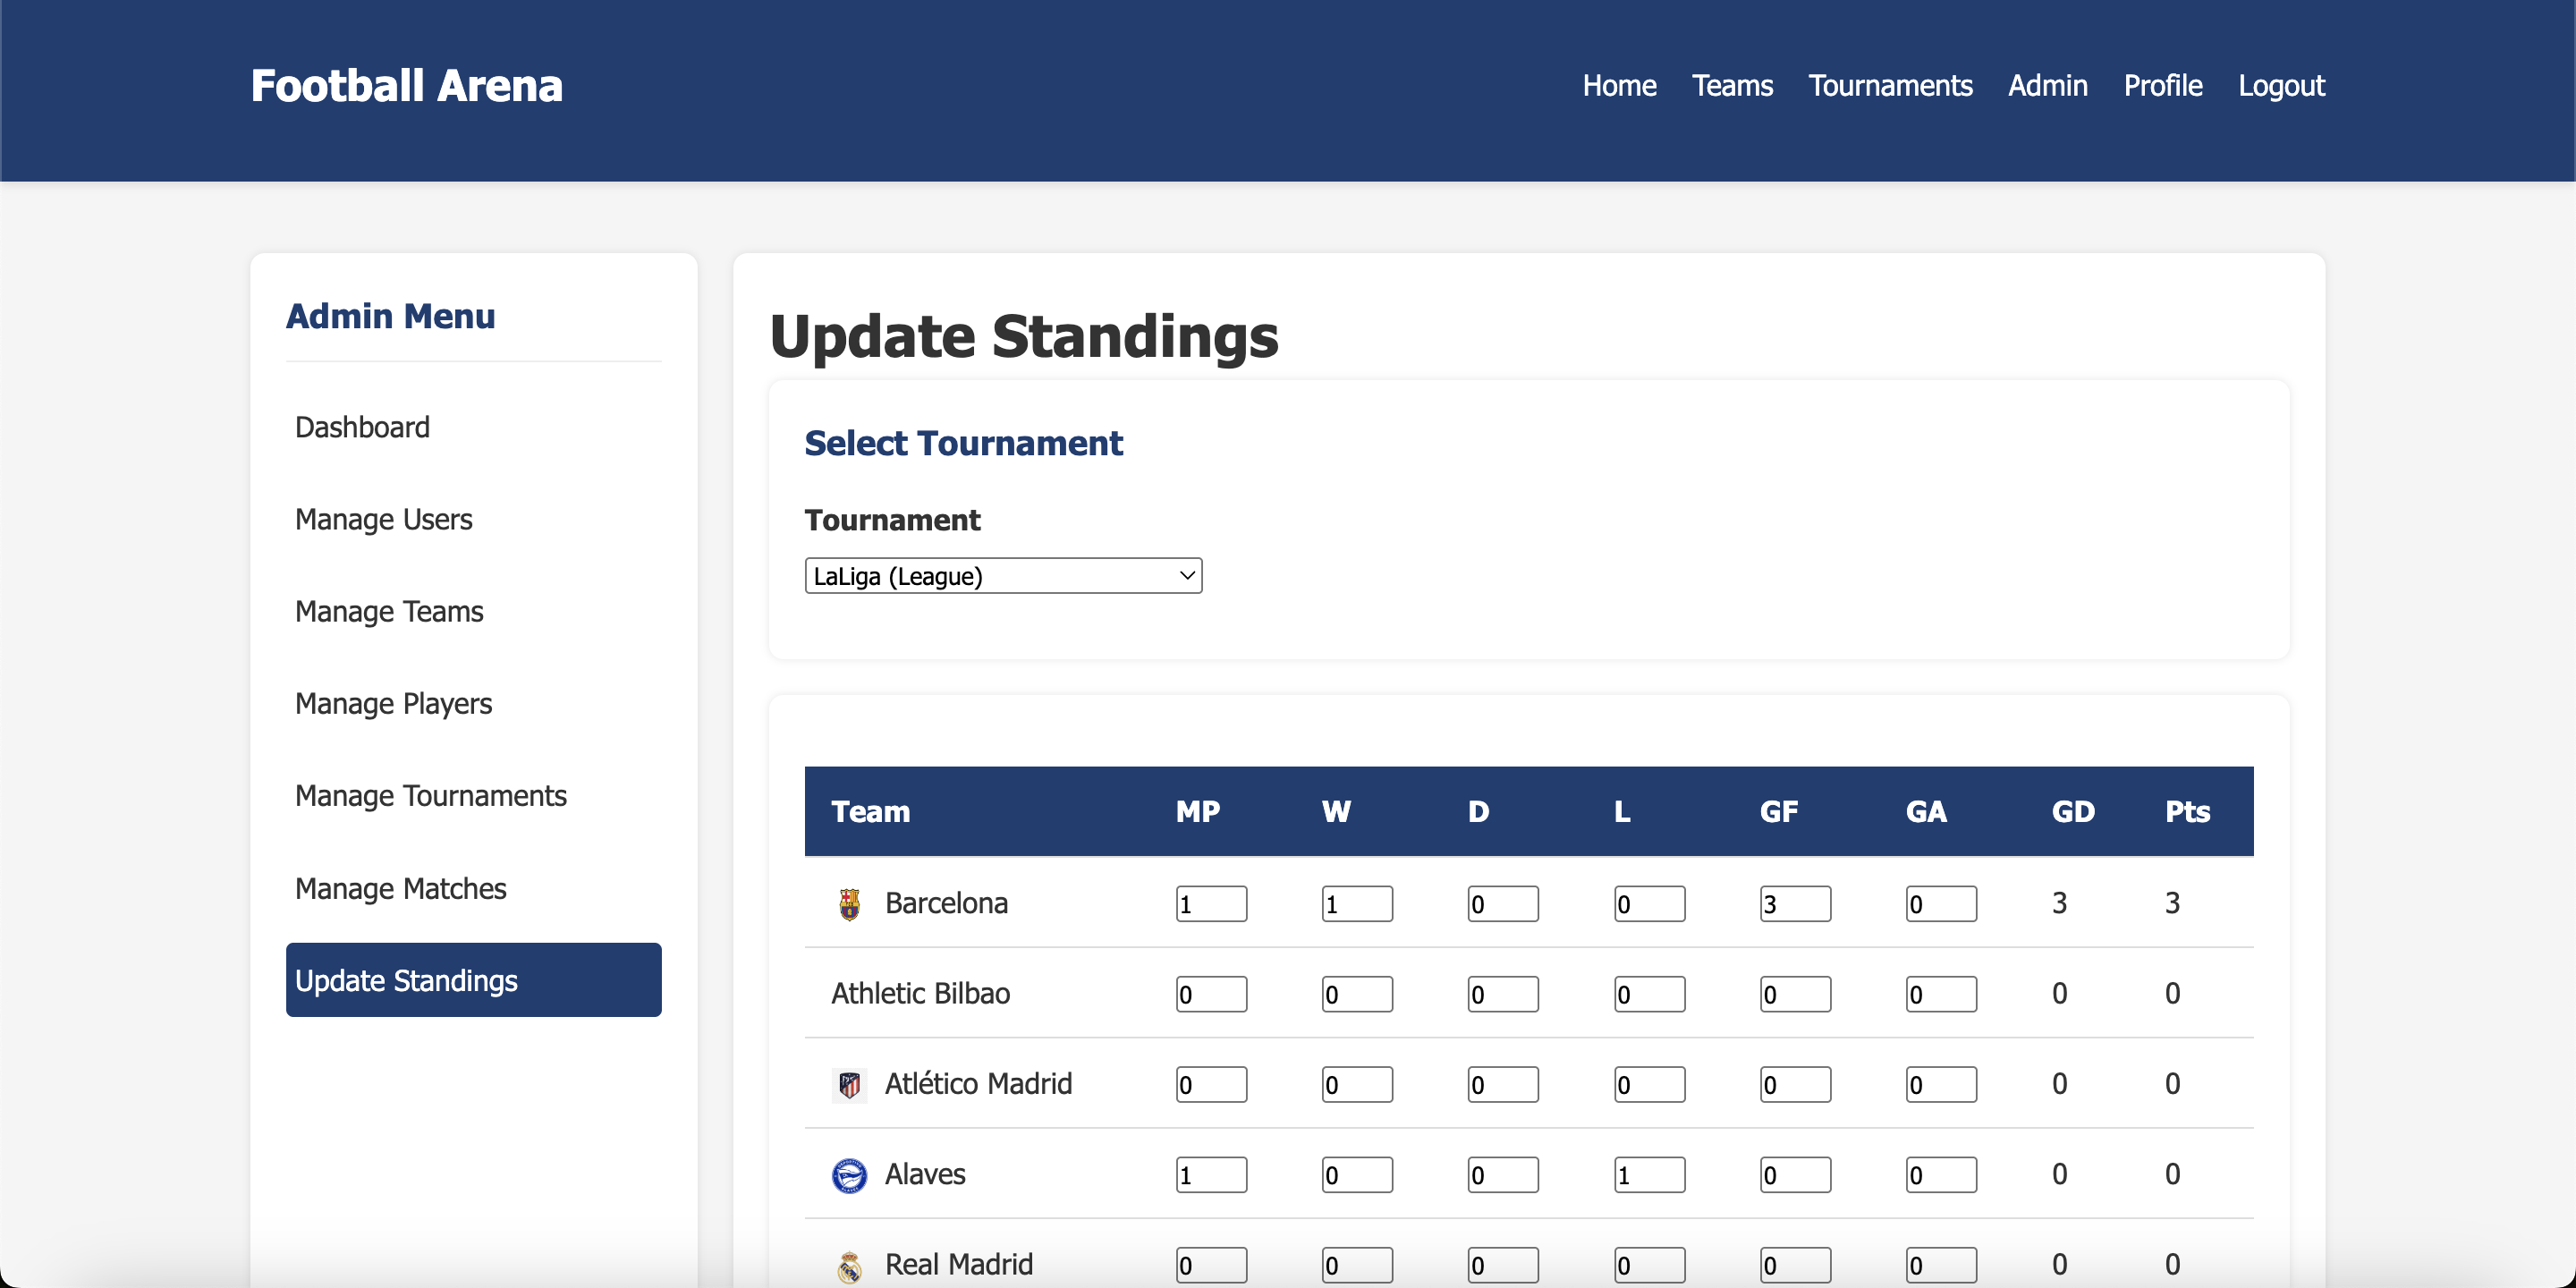 Football Arena
Home Teams Tournaments Admin Profile Logout
Admin Menu
Dashboard
Manage Users
Manage Teams
Manage Players
Manage Tournaments
Manage Matches
Update Standings
Update Standings
Select Tournament
Tournament
LaLiga (League)
Team MP W D L GF GA GD Pts
Barcelona 1 1 0 0 3 0 3 3
Athletic Bilbao 0 0 0 0 0 0 0 0
Atlético Madrid 0 0 0 0 0 0 0 0
Alaves 1 0 0 1 0 0 0 0
Real Madrid 0 0 0 0 0 0 0 0